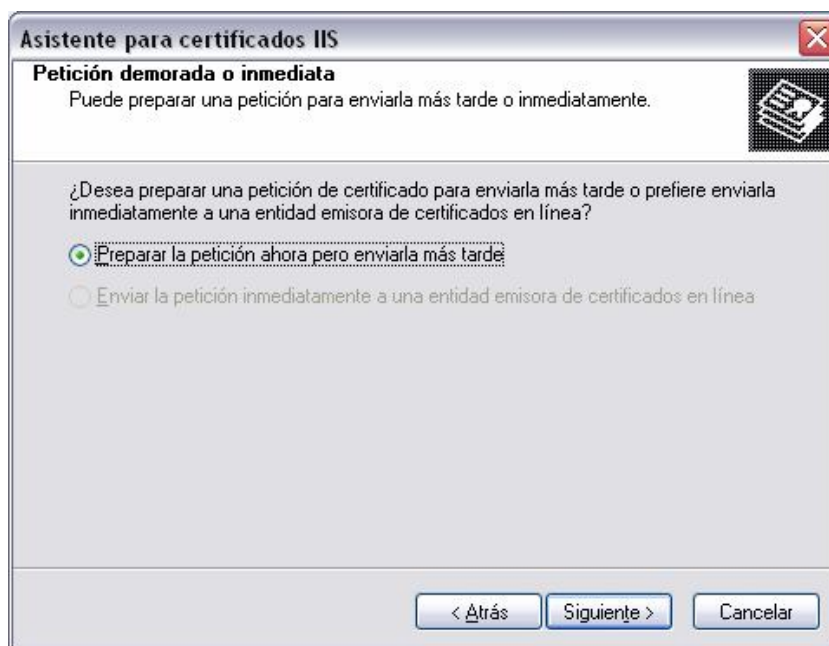 Asistente para certificados IIS
Petición demorada o inmediata
Puede preparar una petición para enviarla más tarde o inmediatamente.
¿Desea preparar una petición de certificado para enviarla más tarde o prefiere enviarla
inmediatamente a una entidad emisora de certificados en línea?
Preparar la petición ahora pero enviarla más tarde
Enviar la petición inmediatamente a una entidad emisora de certificados en línea
< Atrás Siguiente > Cancelar